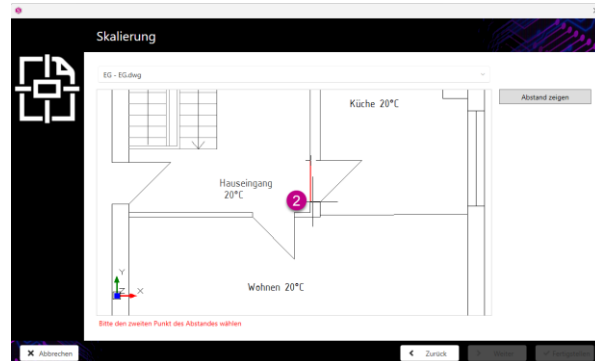 Skalierung
EG - EG.dwg
Abstand zeigen
Küche 20°C
Hauseingang
20°C
2
Y
Z
X
Wohnen 20°C
Bitte den zweiten Punkt des Abstandes wählen
Abbrechen
Zurück